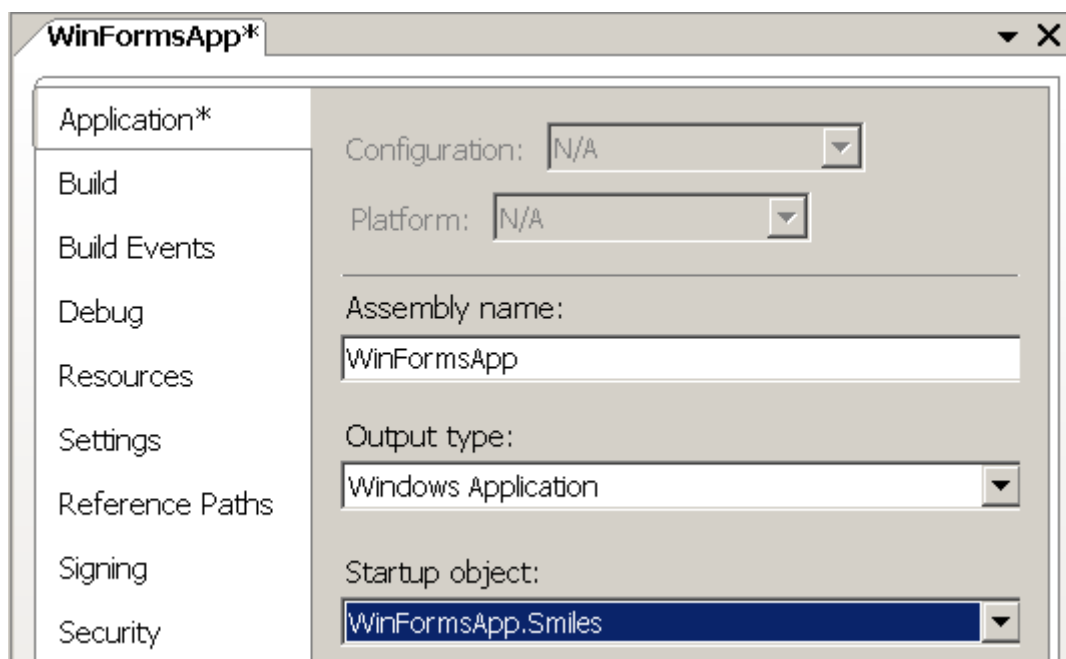 WinFormsApp*
Application*
Build
Build Events
Debug
Resources
Settings
Reference Paths
Signing
Security
Configuration: N/A
Platform: N/A
Assembly name:
WinFormsApp
Output type:
Windows Application
Startup object:
WinFormsApp.Smiles